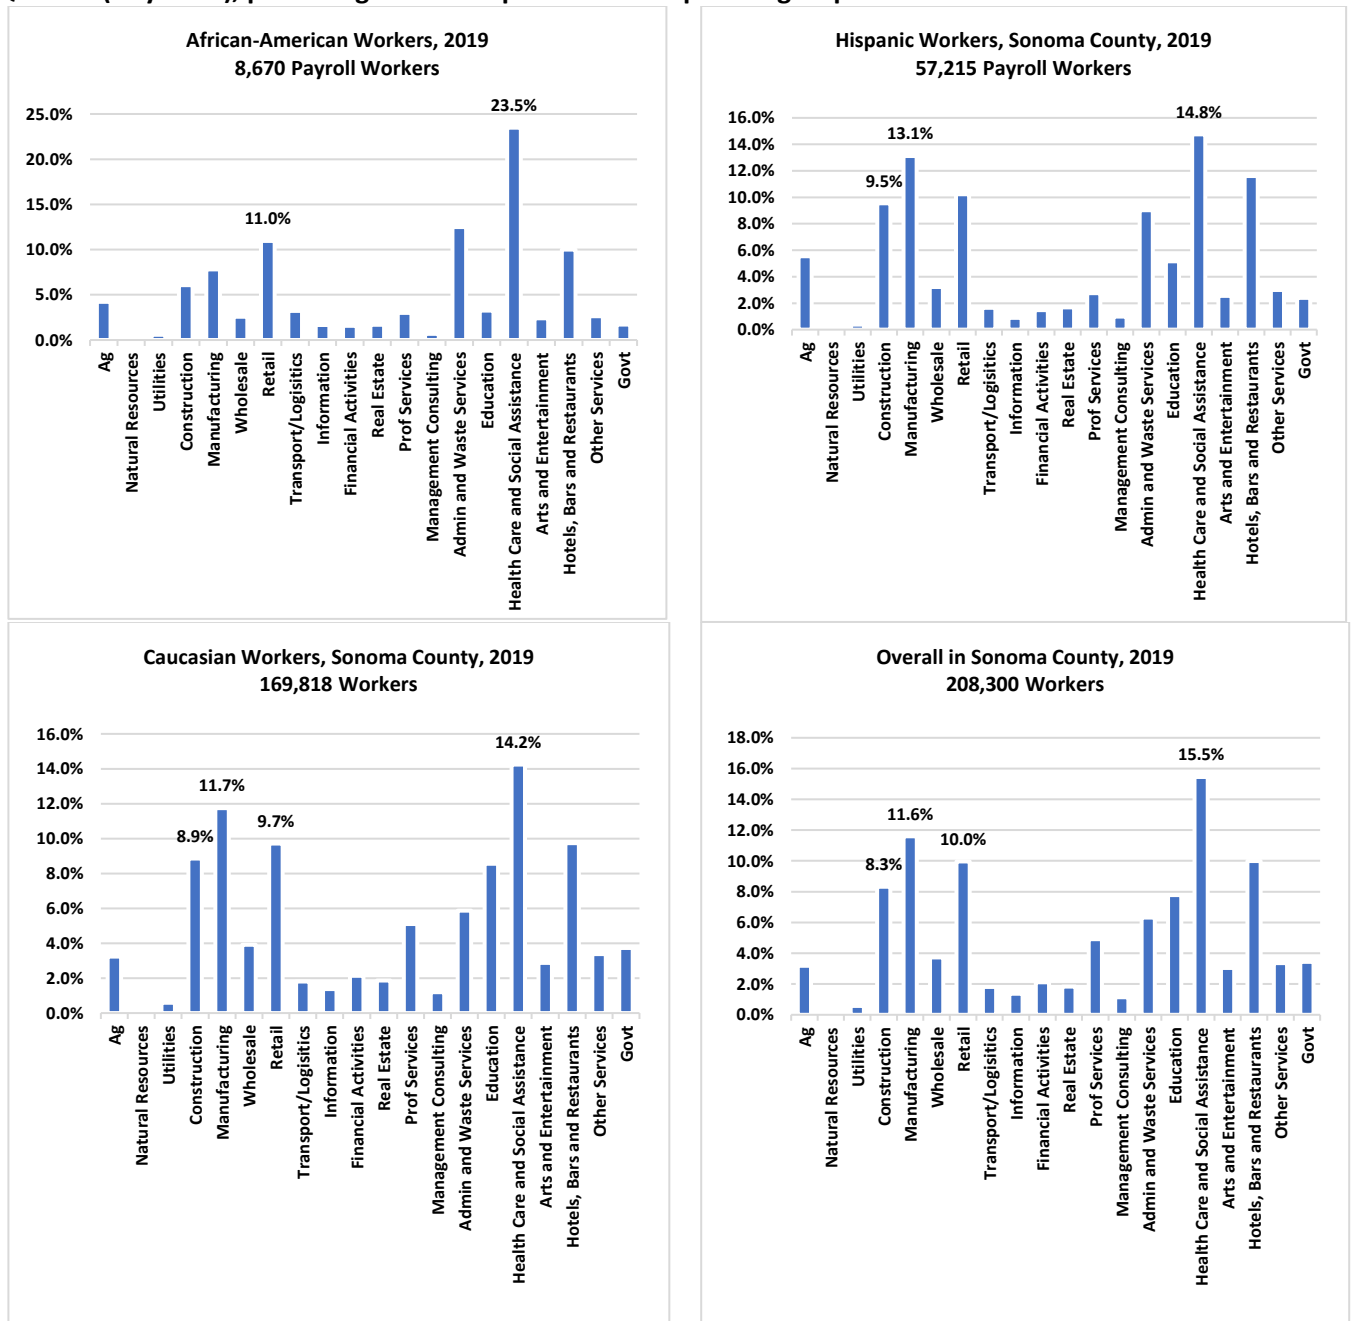 African-American Workers, 2019
8,670 Payroll Workers
25.0%
20.0%
15.0%
10.0%
5.0%
0.0%
11.0%
23.5%
Ag
Natural Resources
Utilities
Construction
Manufacturing
Wholesale
Retail
Transport/Logisitics
Information
Financial Activities
Real Estate
Prof Services
Management Consulting
Admin and Waste Services
Education
Health Care and Social Assistance
Arts and Entertainment
Hotels, Bars and Restaurants
Other Services
Govt
Hispanic Workers, Sonoma County, 2019
57,215 Payroll Workers
16.0%
14.0%
12.0%
10.0%
8.0%
6.0%
4.0%
2.0%
0.0%
9.5%
13.1%
14.8%
Ag
Natural Resources
Utilities
Construction
Manufacturing
Wholesale
Retail
Transport/Logisitics
Information
Financial Activities
Real Estate
Prof Services
Management Consulting
Admin and Waste Services
Education
Health Care and Social Assistance
Arts and Entertainment
Hotels, Bars and Restaurants
Other Services
Govt
Caucasian Workers, Sonoma County, 2019
169,818 Workers
16.0%
14.0%
12.0%
10.0%
8.0%
6.0%
4.0%
2.0%
0.0%
8.9%
11.7%
9.7%
14.2%
Ag
Natural Resources
Utilities
Construction
Manufacturing
Wholesale
Retail
Transport/Logisitics
Information
Financial Activities
Real Estate
Prof Services
Management Consulting
Admin and Waste Services
Education
Health Care and Social Assistance
Arts and Entertainment
Hotels, Bars and Restaurants
Other Services
Govt
Overall in Sonoma County, 2019
208,300 Workers
18.0%
16.0%
14.0%
12.0%
10.0%
8.0%
6.0%
4.0%
2.0%
0.0%
8.3%
11.6%
10.0%
15.5%
Ag
Natural Resources
Utilities
Construction
Manufacturing
Wholesale
Retail
Transport/Logisitics
Information
Financial Activities
Real Estate
Prof Services
Management Consulting
Admin and Waste Services
Education
Health Care and Social Assistance
Arts and Entertainment
Hotels, Bars and Restaurants
Other Services
Govt